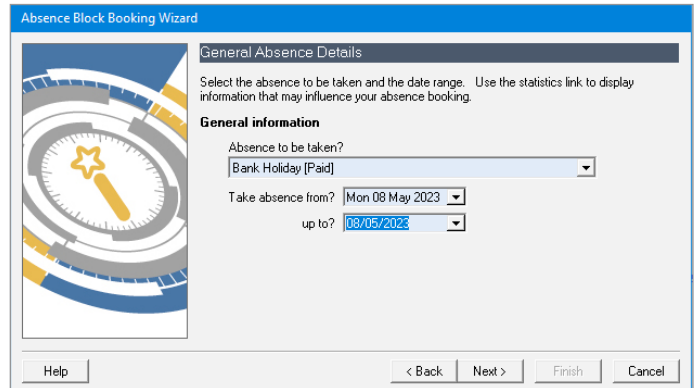 Absence Block Booking Wizard
General Absence Details
Select the absence to be taken and the date range. Use the statistics link to display
information that may influence your absence booking.
General information
Absence to be taken?
Bank Holiday [Paid]
Take absence from? Mon 08 May 2023
up to? 08/05/2023
Help < Back Next > Finish Cancel